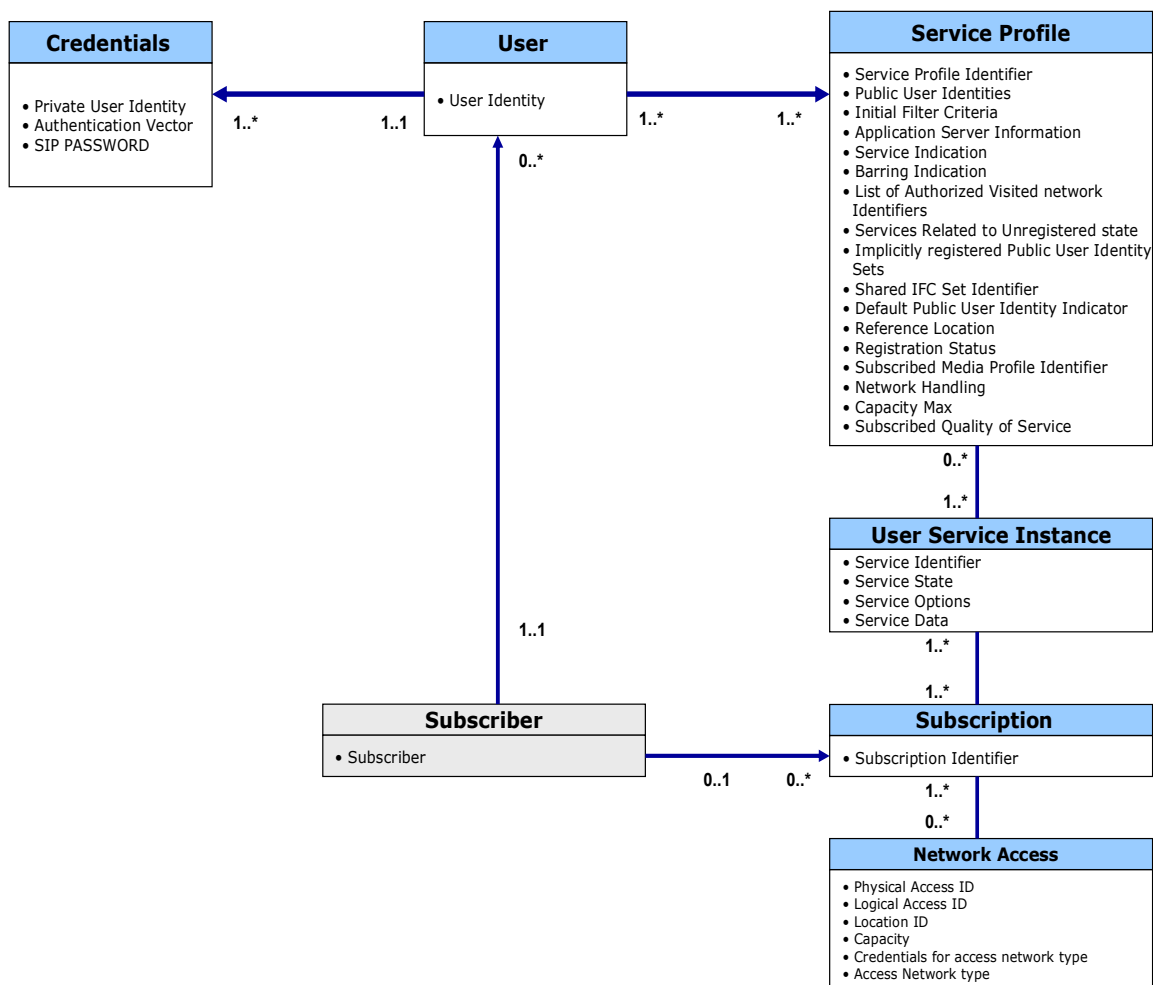 Credentials
• Private User Identity
• Authentication Vector
• SIP PASSWORD
User
• User Identity
Service Profile
• Service Profile Identifier
• Public User Identities
• Initial Filter Criteria
• Application Server Information
• Service Indication
• Barring Indication
• List of Authorized Visited network
Identifiers
• Services Related to Unregistered state
• Implicitly registered Public User Identity
Sets
• Shared IFC Set Identifier
• Default Public User Identity Indicator
• Reference Location
• Registration Status
• Subscribed Media Profile Identifier
• Network Handling
• Capacity Max
• Subscribed Quality of Service
1..*
1..1
1..*
1..*
0..*
0..*
1..*
User Service Instance
• Service Identifier
• Service State
• Service Options
• Service Data
1..1
1..*
1..*
Subscriber
• Subscriber
0..1
0..*
Subscription
• Subscription Identifier
1..*
0..*
Network Access
• Physical Access ID
• Logical Access ID
• Location ID
• Capacity
• Credentials for access network type
• Access Network type